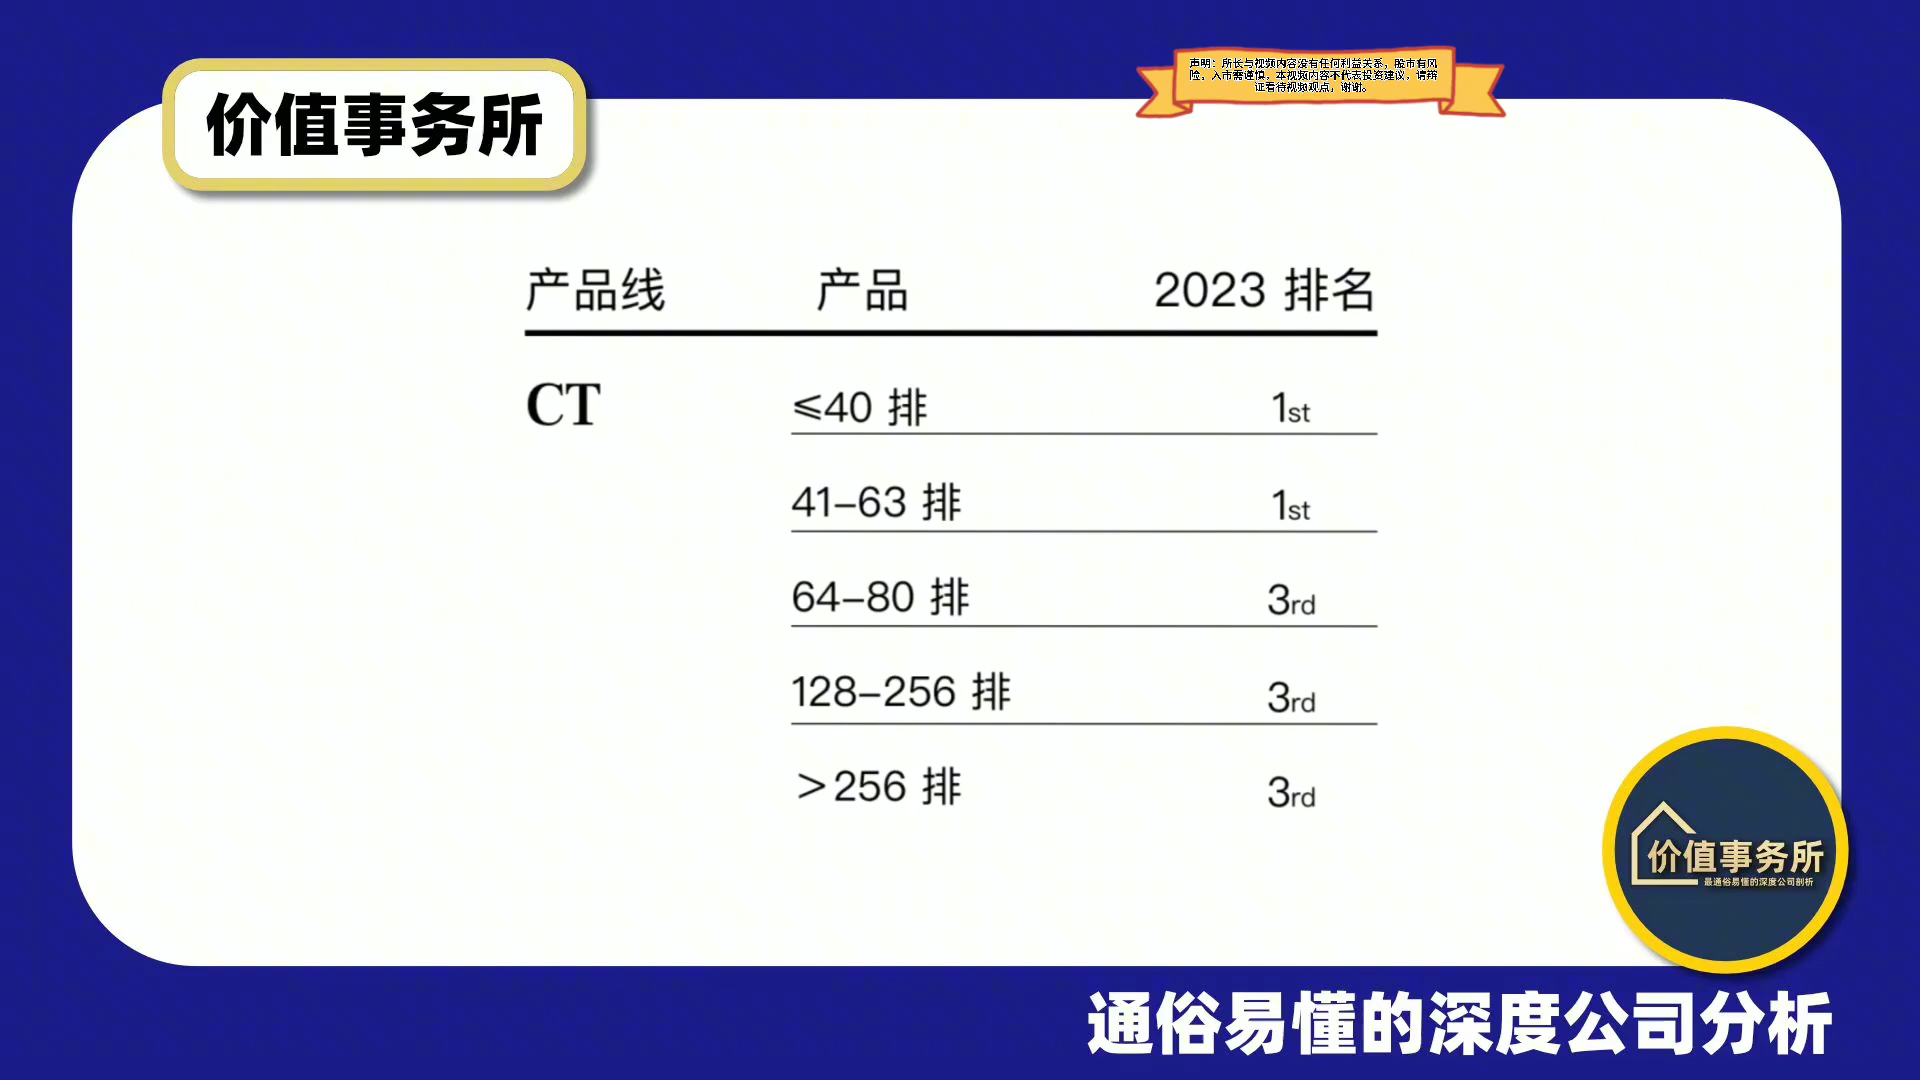 价值事务所
声明：所长与视频内容没有任何利益关系，股市有风
险，入市需谨慎，本视频内容不代表投资建议，请辩
证看待视频观点，谢谢。
产品线 产品 2023 排名
CT ≤40 排 1st
41–63 排 1st
64–80 排 3rd
128–256 排 3rd
＞256 排 3rd
价值事务所
最通俗易懂的深度公司剖析
通俗易懂的深度公司分析